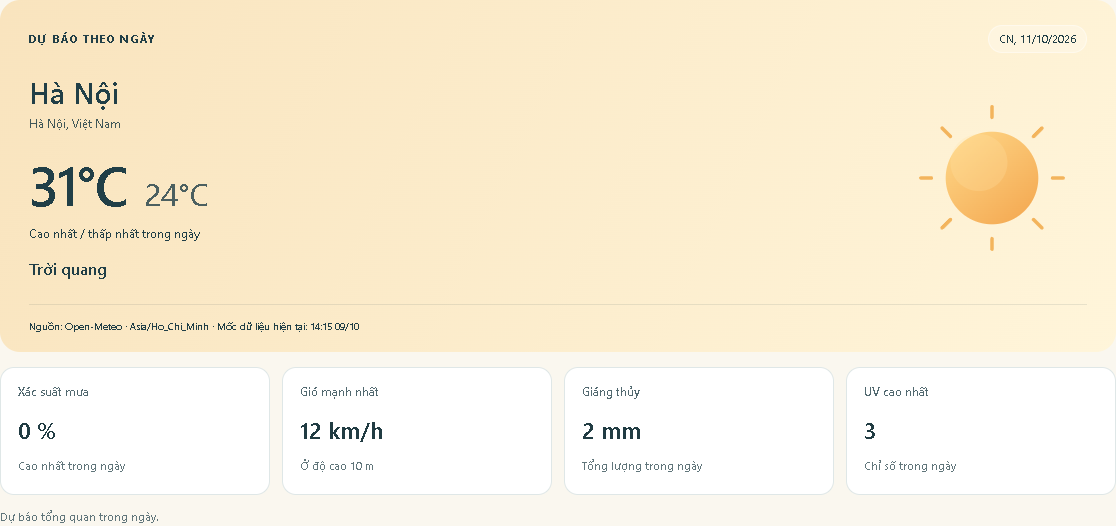 DỰ BÁO THEO NGÀY
CN, 11/10/2026
Hà Nội
Hà Nội, Việt Nam
31°C 24°C
Cao nhất / thấp nhất trong ngày
Trời quang
Nguồn: Open-Meteo · Asia/Ho_Chi_Minh · Mốc dữ liệu hiện tại: 14:15 09/10
Xác suất mưa
0 %
Cao nhất trong ngày
Gió mạnh nhất
12 km/h
Ở độ cao 10 m
Giáng thủy
2 mm
Tổng lượng trong ngày
UV cao nhất
3
Chỉ số trong ngày
Dự báo tổng quan trong ngày.